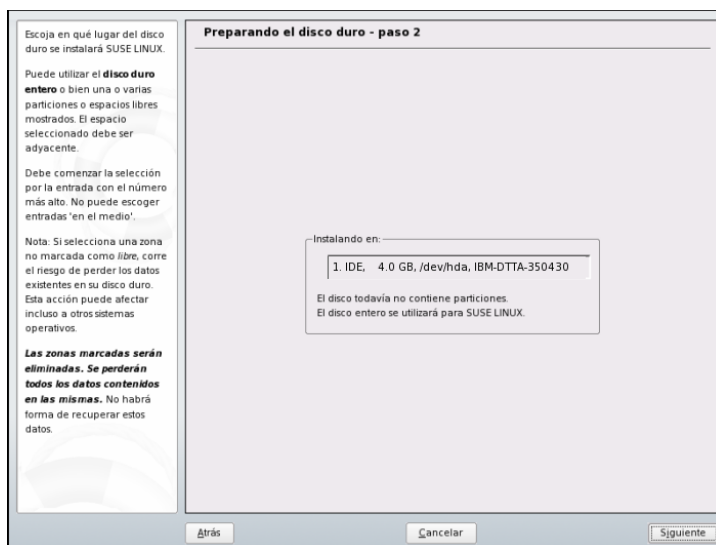 Escoja en qué lugar del disco
duro se instalará SUSE LINUX.
Puede utilizar el disco duro
entero o bien una o varias
particiones o espacios libres
mostrados. El espacio
seleccionado debe ser
adyacente.
Debe comenzar la selección
por la entrada con el número
más alto. No puede escoger
entradas 'en el medio'.
Nota: Si selecciona una zona
no marcada como libre, corre
el riesgo de perder los datos
existentes en su disco duro.
Esta acción puede afectar
incluso a otros sistemas
operativos.
Las zonas marcadas serán
eliminadas. Se perderán
todos los datos contenidos
en las mismas. No habrá
forma de recuperar estos
datos.
Preparando el disco duro - paso 2
Instalando en:
1. IDE, 4.0 GB, /dev/hda, IBM-DTTA-350430
El disco todavía no contiene particiones.
El disco entero se utilizará para SUSE LINUX.
Atrás
Cancelar
Siguiente